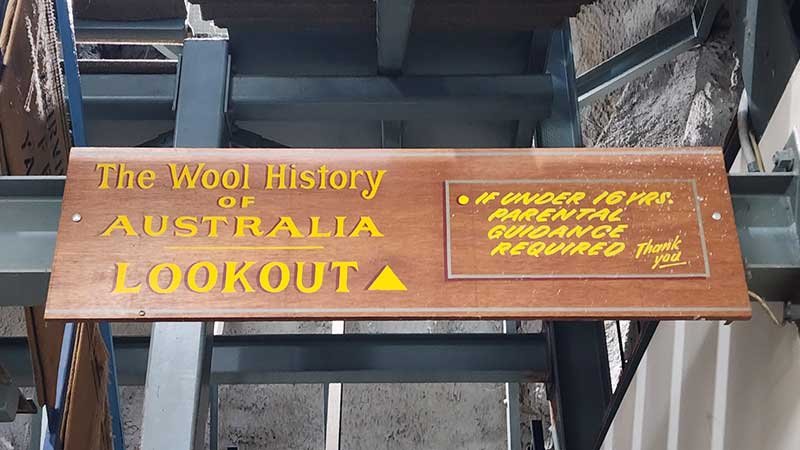 The Wool History
OF
AUSTRALIA
LOOKOUT ▲
• IF UNDER 16 YRS.
PARENTAL
GUIDANCE
REQUIRED
Thank
you